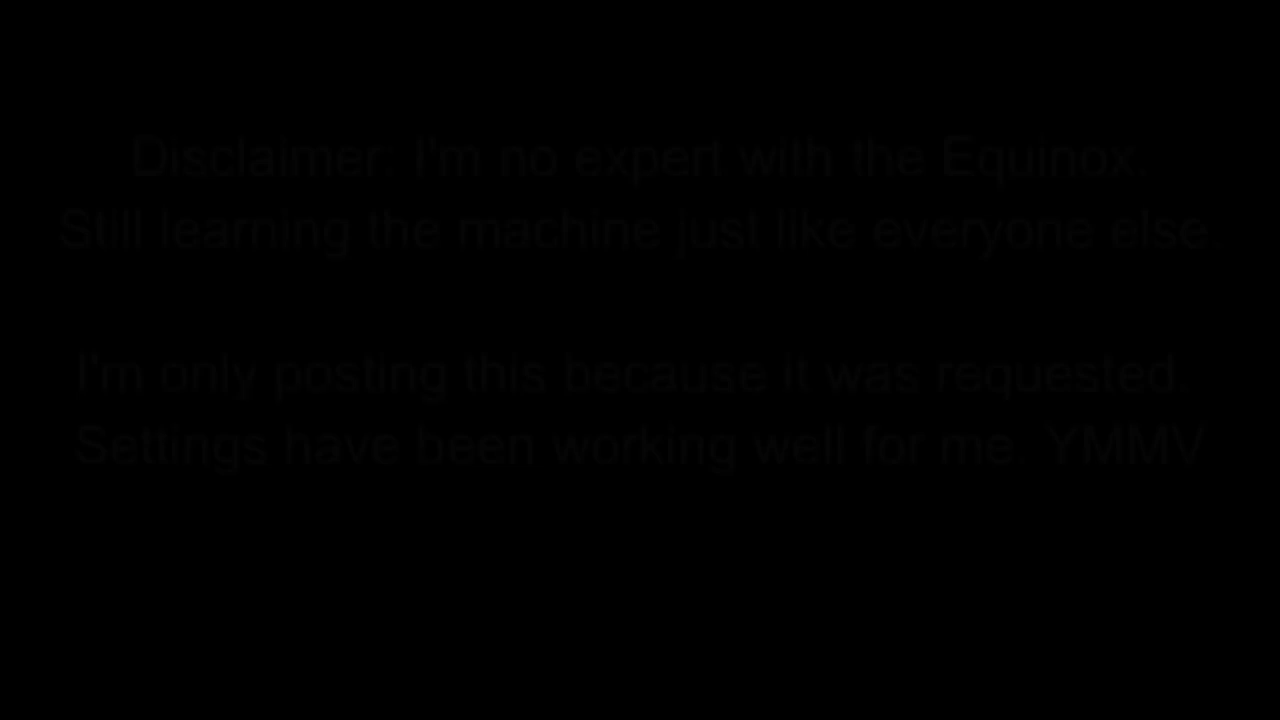 Disclaimer: I'm no expert with the Equinox.
Still learning the machine just like everyone else.
I'm only posting this because it was requested.
Settings have been working well for me. YMMV